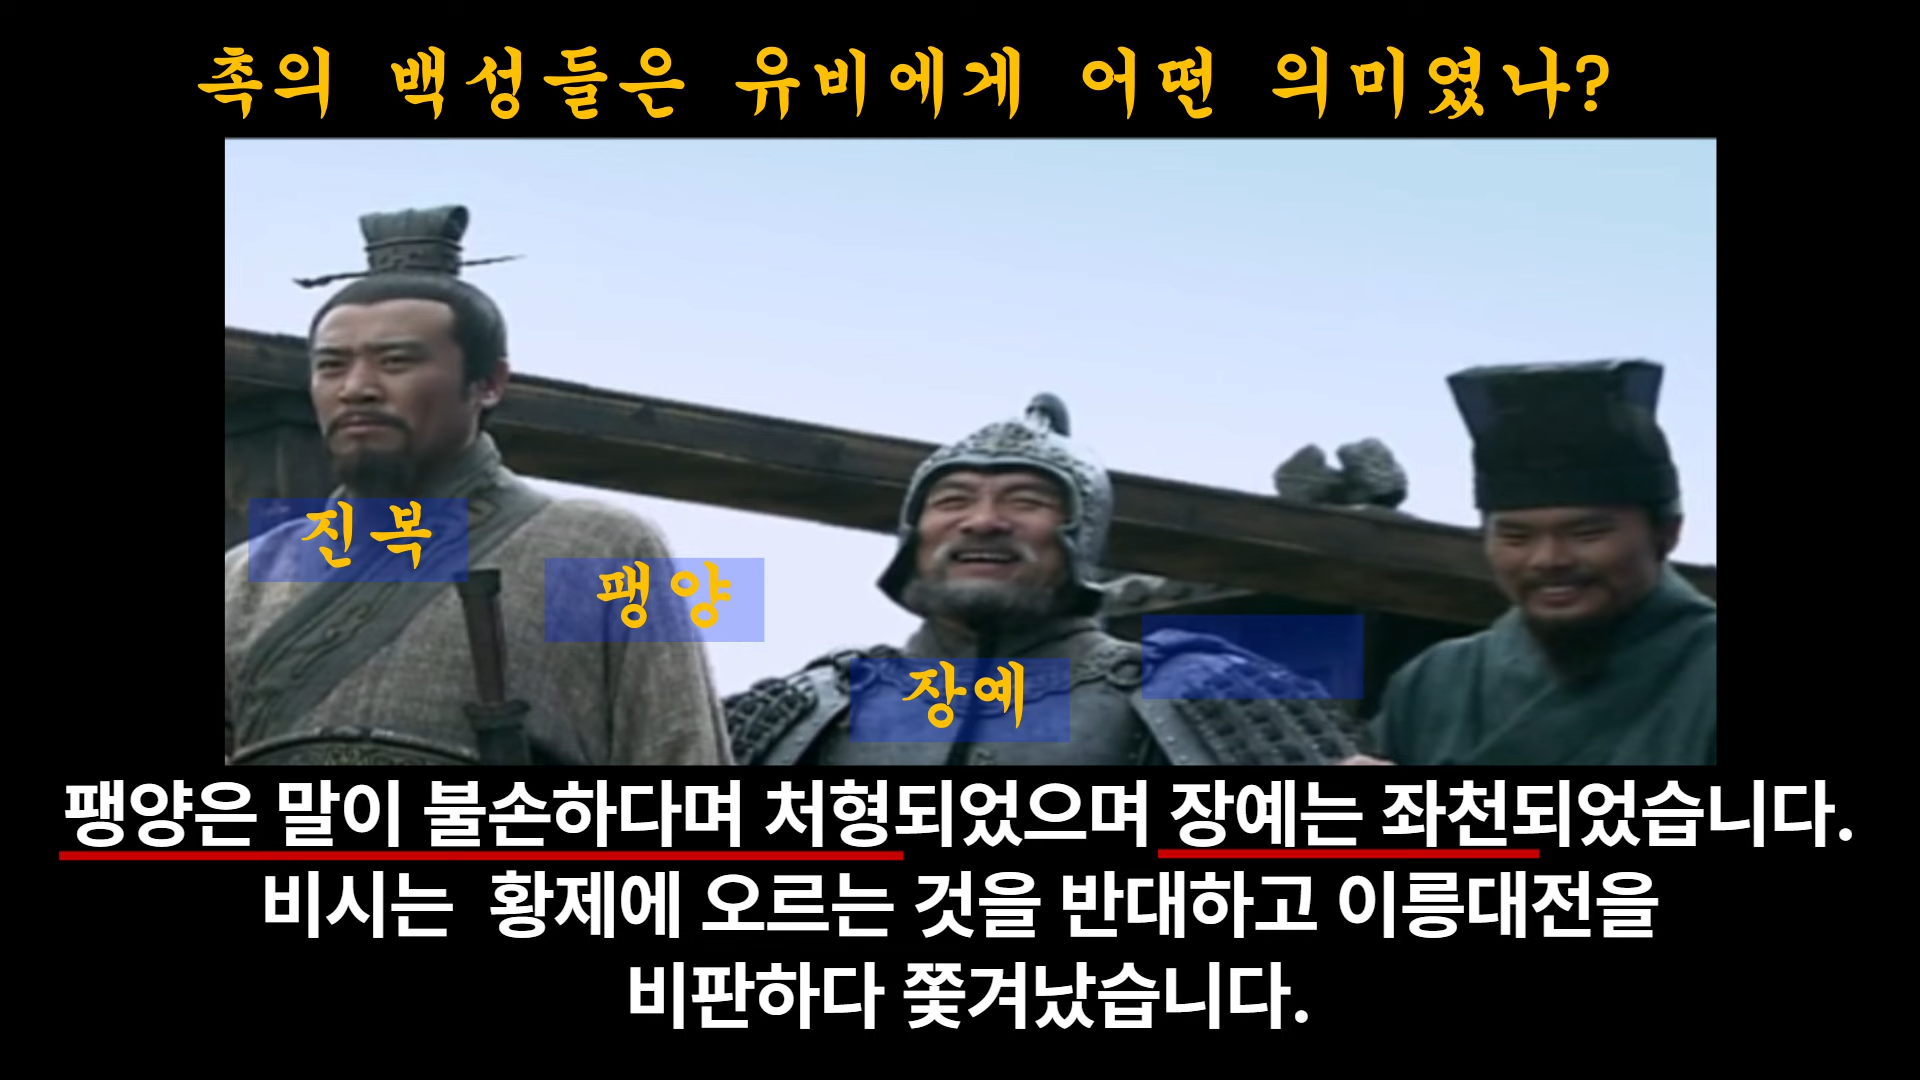 촉의 백성들은 유비에게 어떤 의미였나?
진복
팽양
장예
팽양은 말이 불손하다며 처형되었으며 장예는 좌천되었습니다.
비시는 황제에 오르는 것을 반대하고 이릉대전을
비판하다 쫓겨났습니다.